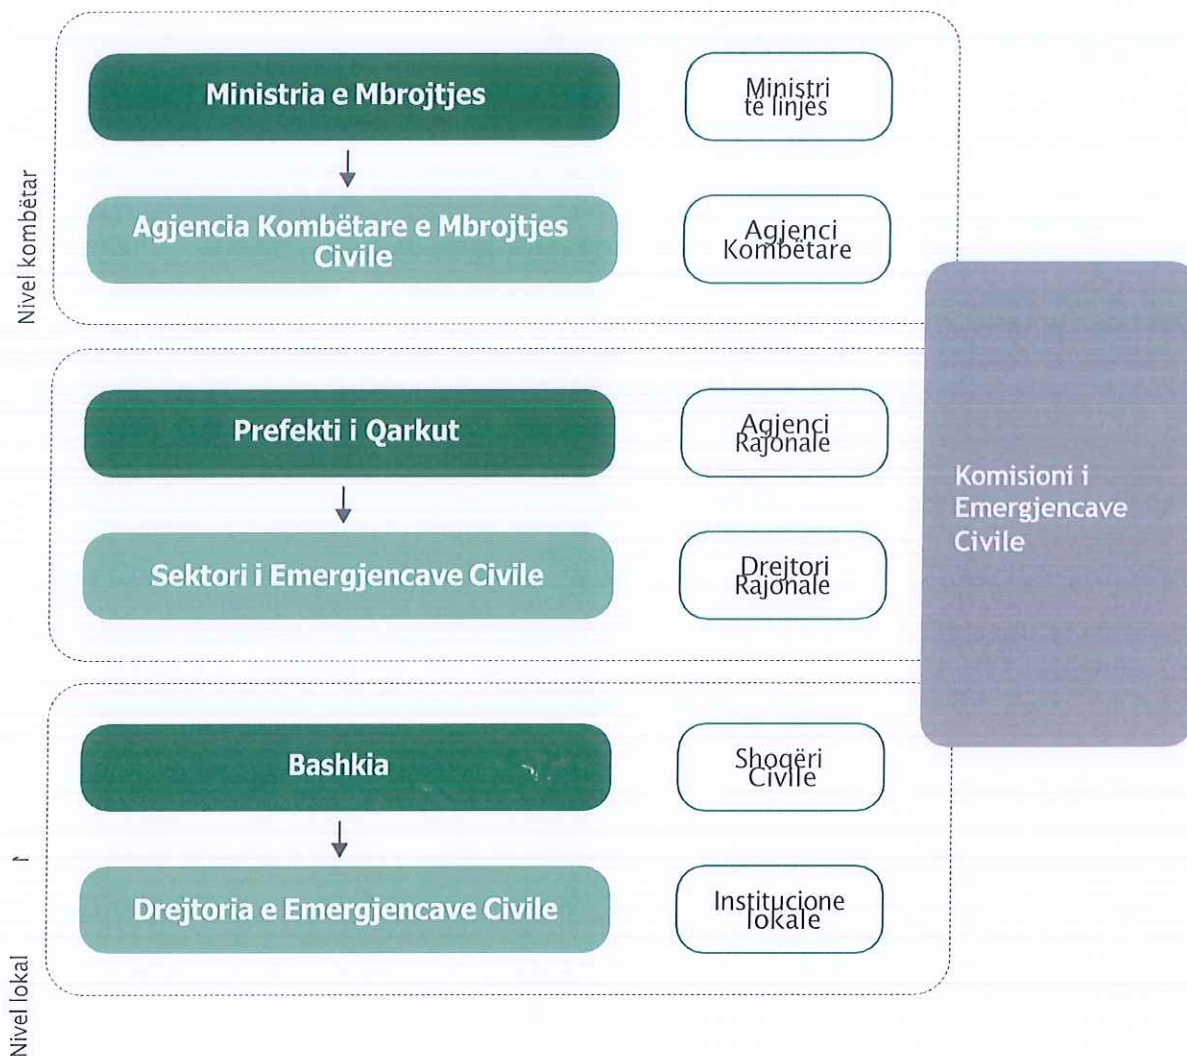 Nivel kombëtar
Ministria e Mbrojtjes
Ministri
të linjës
Agjencia Kombëtare e Mbrojtjes
Civile
Agjenci
Kombëtare
Prefekti i Qarkut
Agjenci
Rajonale
Sektori i Emergjencave Civile
Drejtori
Rajonale
Komisioni i
Emergjencave
Civile
Nivel lokal
Bashkia
Shoqëri
Civile
Drejtoria e Emergjencave Civile
Institucione
lokale